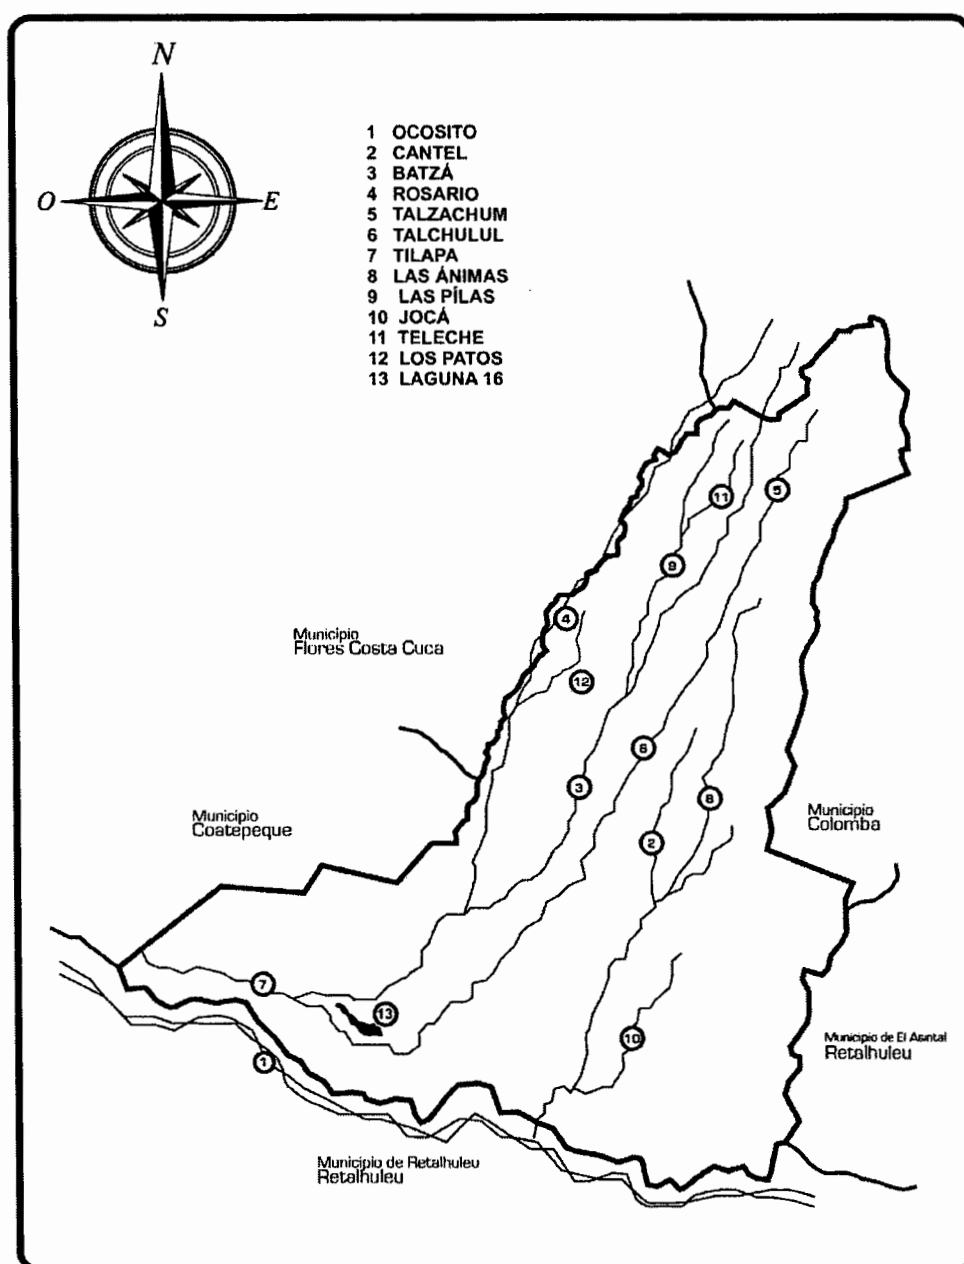 N
O
E
S
1 OCOSITO
2 CANTEL
3 BATZÁ
4 ROSARIO
5 TALZACHUM
6 TALCHULUL
7 TILAPA
8 LAS ÁNIMAS
9 LAS PÍLAS
10 JOCÁ
11 TELECHE
12 LOS PATOS
13 LAGUNA 16
5
11
9
4
Municipio
Flores Costa Cuca
12
6
3
8
Municipio
Coatepeque
Municipio
Colomba
2
7
13
10
Municipio de El Asintal
Retalhuleu
1
Municipio de Retalhuleu
Retalhuleu